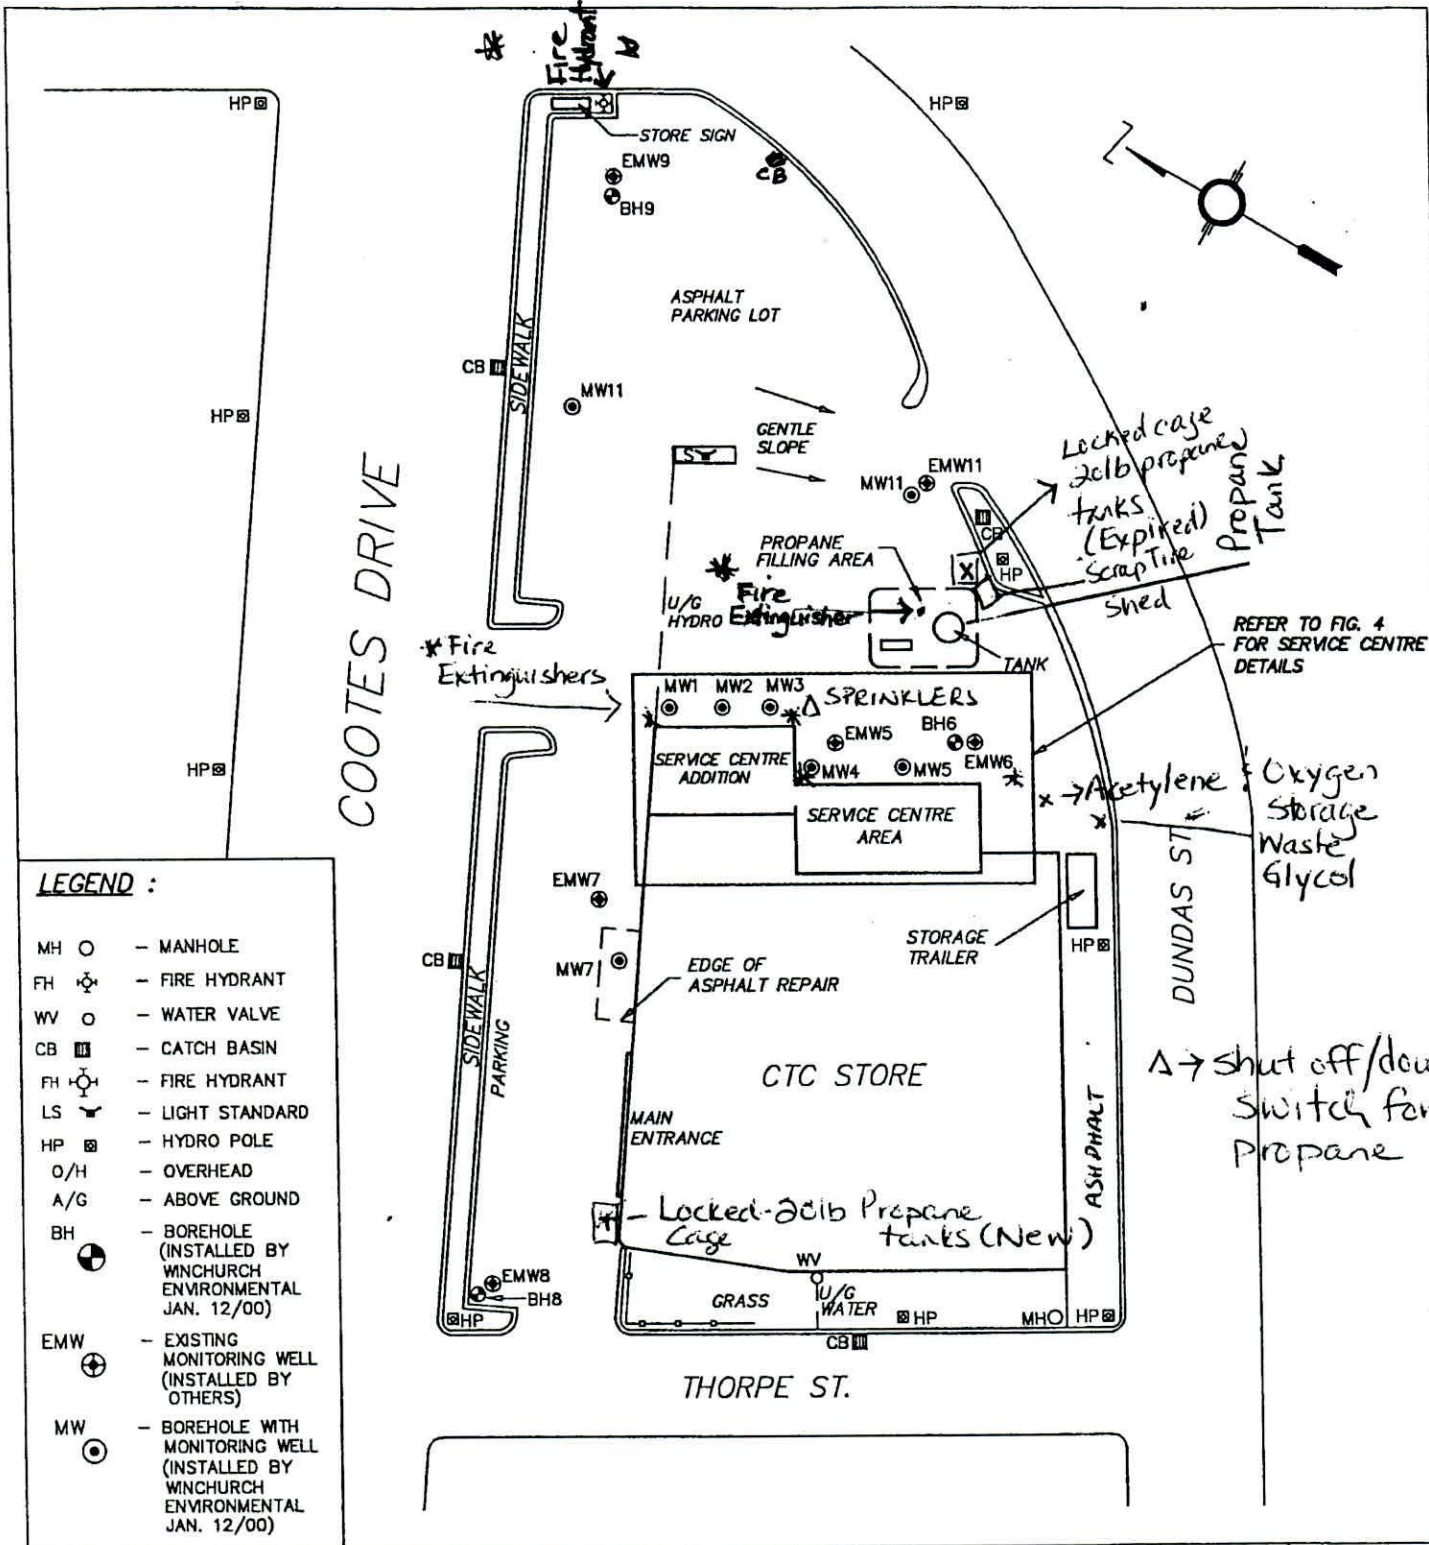 Fire
Hydrant
HP
STORE SIGN
HP
EMW9
CB
BH9
ASPHALT
PARKING LOT
SIDEWALK
CB
MW11
HP
GENTLE
SLOPE
LS
Locked cage
20lb propane
tanks
(Expired)
Scrap Tire
Shed
Propane
Tank
EMW11
MW11
CB
HP
PROPANE
FILLING AREA
X
COOTES DRIVE
U/G
HYDRO
* Fire
Extinguisher
TANK
REFER TO FIG. 4
FOR SERVICE CENTRE
DETAILS
* Fire
Extinguishers
MW1 MW2 MW3
Δ SPRINKLERS
EMW5
BH6
EMW6
MW4
MW5
SERVICE CENTRE
ADDITION
SERVICE CENTRE
AREA
HP
x → Acetylene & Oxygen
Storage
Waste
Glycol
DUNDAS ST.
EMW7
MW7
CB
EDGE OF
ASPHALT REPAIR
STORAGE
TRAILER
HP
SIDEWALK
PARKING
CTC STORE
MAIN
ENTRANCE
ASHPHALT
Δ → shut off/dow
Switch for
Propane
Locked - 20lb Propane
Cage tanks (New)
WV
U/G
WATER
GRASS
EMW8
BH8
HP
HP
MH
HP
CB
THORPE ST.
LEGEND :
MH - MANHOLE
FH - FIRE HYDRANT
WV - WATER VALVE
CB - CATCH BASIN
FH - FIRE HYDRANT
LS - LIGHT STANDARD
HP - HYDRO POLE
O/H - OVERHEAD
A/G - ABOVE GROUND
BH - BOREHOLE
(INSTALLED BY
WINCHURCH
ENVIRONMENTAL
JAN. 12/00)
EMW - EXISTING
MONITORING WELL
(INSTALLED BY
OTHERS)
MW - BOREHOLE WITH
MONITORING WELL
(INSTALLED BY
WINCHURCH
ENVIRONMENTAL
JAN. 12/00)